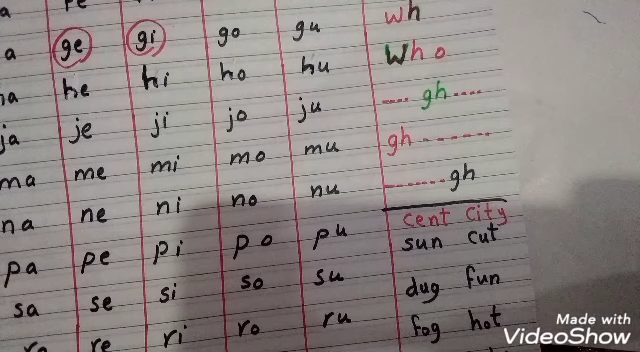 a
ge gi go gu wh
a he hi ho hu Who
ja je ji jo ju .... gh ....
ma me mi mo mu gh .......
na ne ni no nu ....... gh
pa pe pi po pu cent city
sa se si so su sun cut
re ri ro ru dug fun
fog hot
Made with
VideoShow